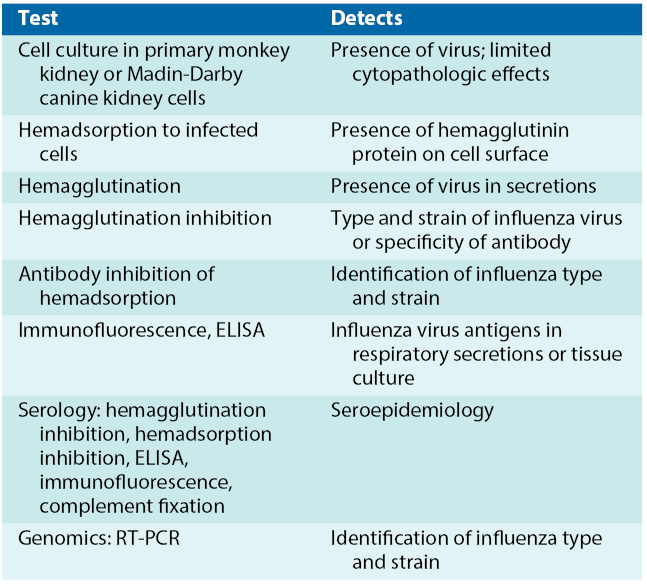 Test Detects
Cell culture in primary monkey Presence of virus; limited
kidney or Madin-Darby cytopathologic effects
canine kidney cells
Hemadsorption to infected Presence of hemagglutinin
cells protein on cell surface
Hemagglutination Presence of virus in secretions
Hemagglutination inhibition Type and strain of influenza virus
or specificity of antibody
Antibody inhibition of Identification of influenza type
hemadsorption and strain
Immunofluorescence, ELISA Influenza virus antigens in
respiratory secretions or tissue
culture
Serology: hemagglutination Seroepidemiology
inhibition, hemadsorption
inhibition, ELISA,
immunofluorescence,
complement fixation
Genomics: RT-PCR Identification of influenza type
and strain